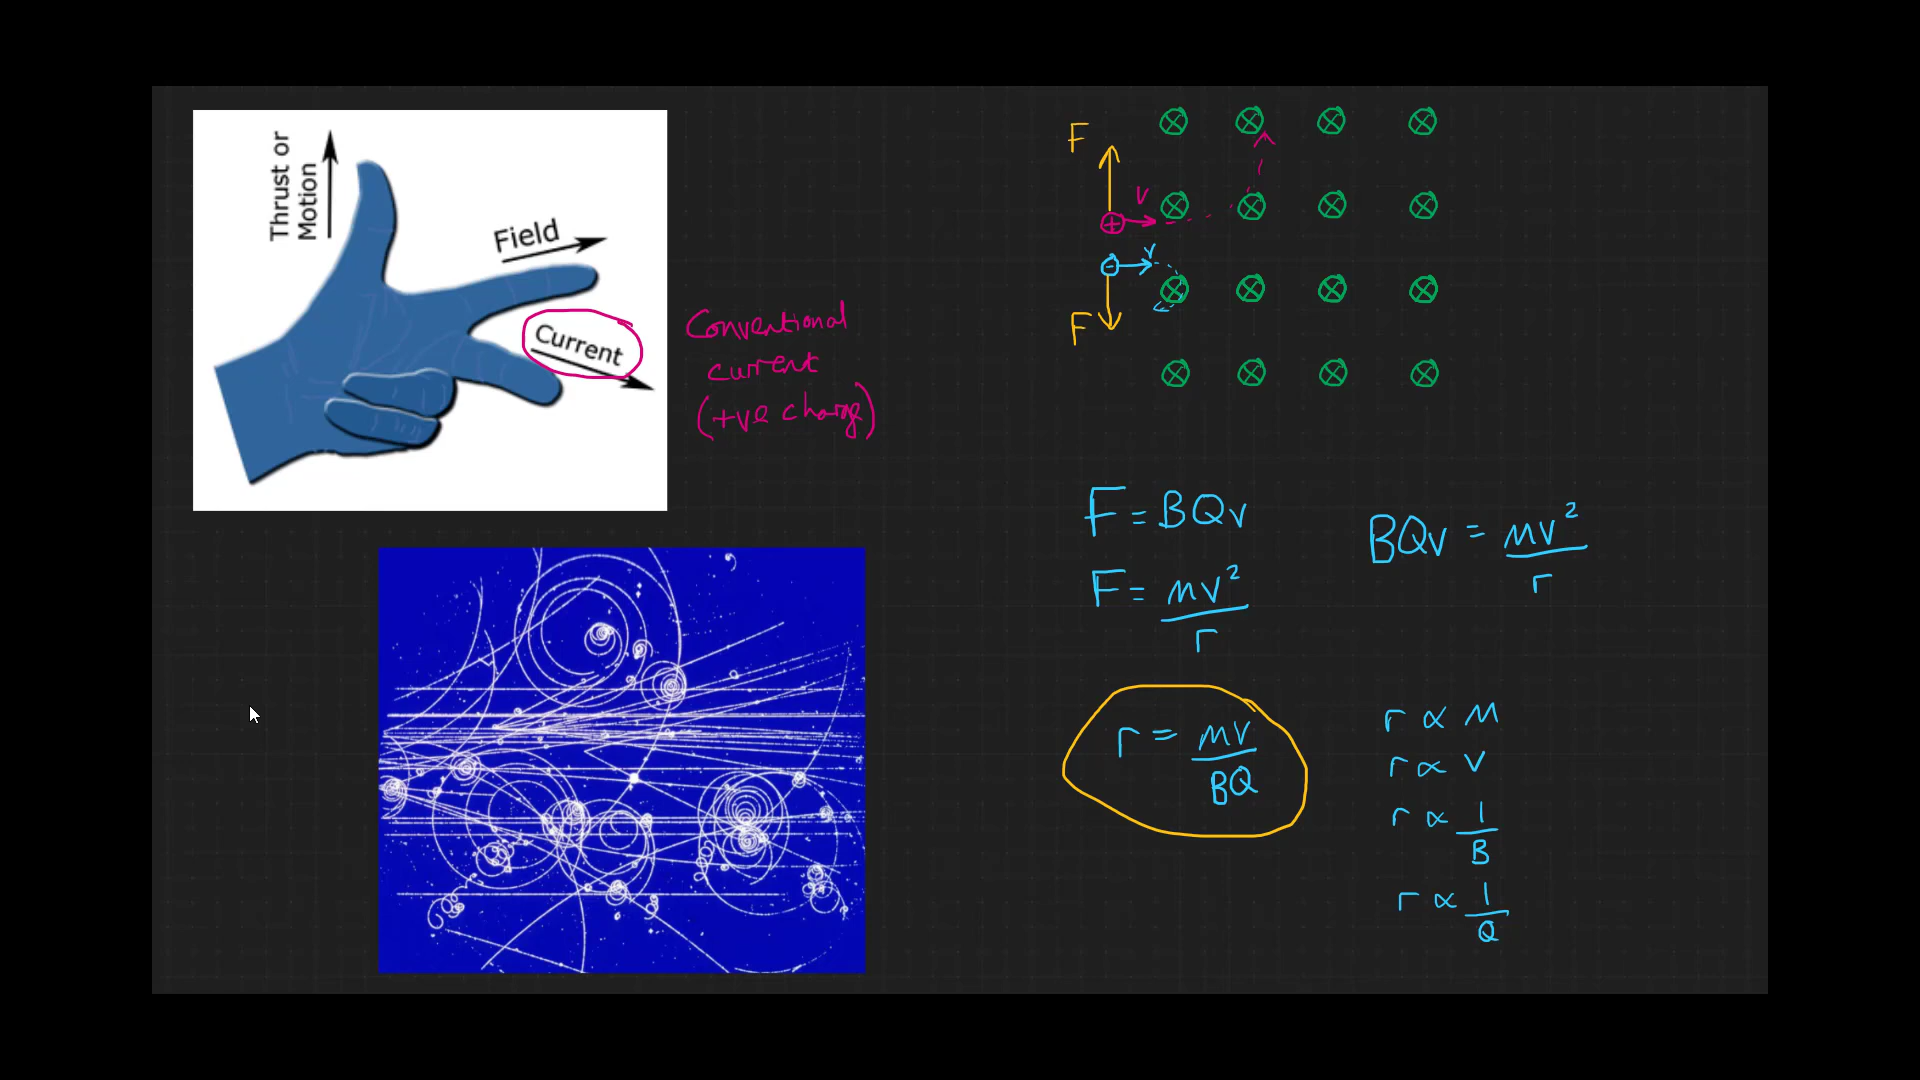 Thrust or
Motion
Field
Current
Conventional
current
(+ve charge)
F
v
+
v
-
F
F = BQv
F = mv²/r
BQv = mv²/r
r = mv/BQ
r ∝ m
r ∝ v
r ∝ 1/B
r ∝ 1/Q